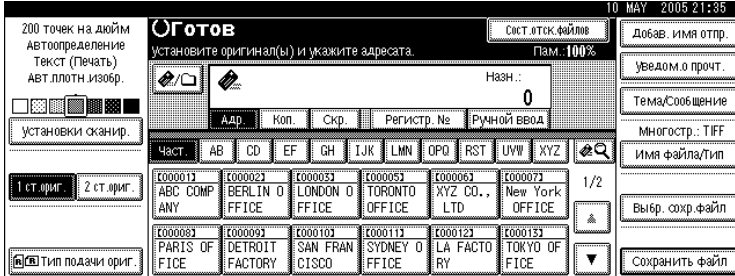 10 MAY 2005 21:35
200 точек на дюйм
Автоопределение
Текст (Печать)
Авт.плотн.изобр.
Установки сканир.
1 ст.ориг.
2 ст.ориг.
Тип подачи ориг.
Готов
Сост.отск.файлов
Установите оригинал(ы) и укажите адресата.
Пам.:100%
Назн.:
0
Адр.
Коп.
Скр.
Регистр. №
Ручной ввод
Част.
AB
CD
EF
GH
IJK
LMN
OPQ
RST
UVW
XYZ
[00001]
ABC COMP
ANY
[00002]
BERLIN O
FFICE
[00003]
LONDON O
FFICE
[00005]
TORONTO
OFFICE
[00006]
XYZ CO.,
LTD
[00007]
New York
OFFICE
[00008]
PARIS OF
FICE
[00009]
DETROIT
FACTORY
[00010]
SAN FRAN
CISCO
[00011]
SYDNEY O
FFICE
[00012]
LA FACTO
RY
[00013]
TOKYO OF
FICE
1/2
Добав. имя отпр.
Уведом.о прочт.
Тема/Сообщение
Многостр.: TIFF
Имя файла/Тип
Выбр. сохр.файл
Сохранить файл